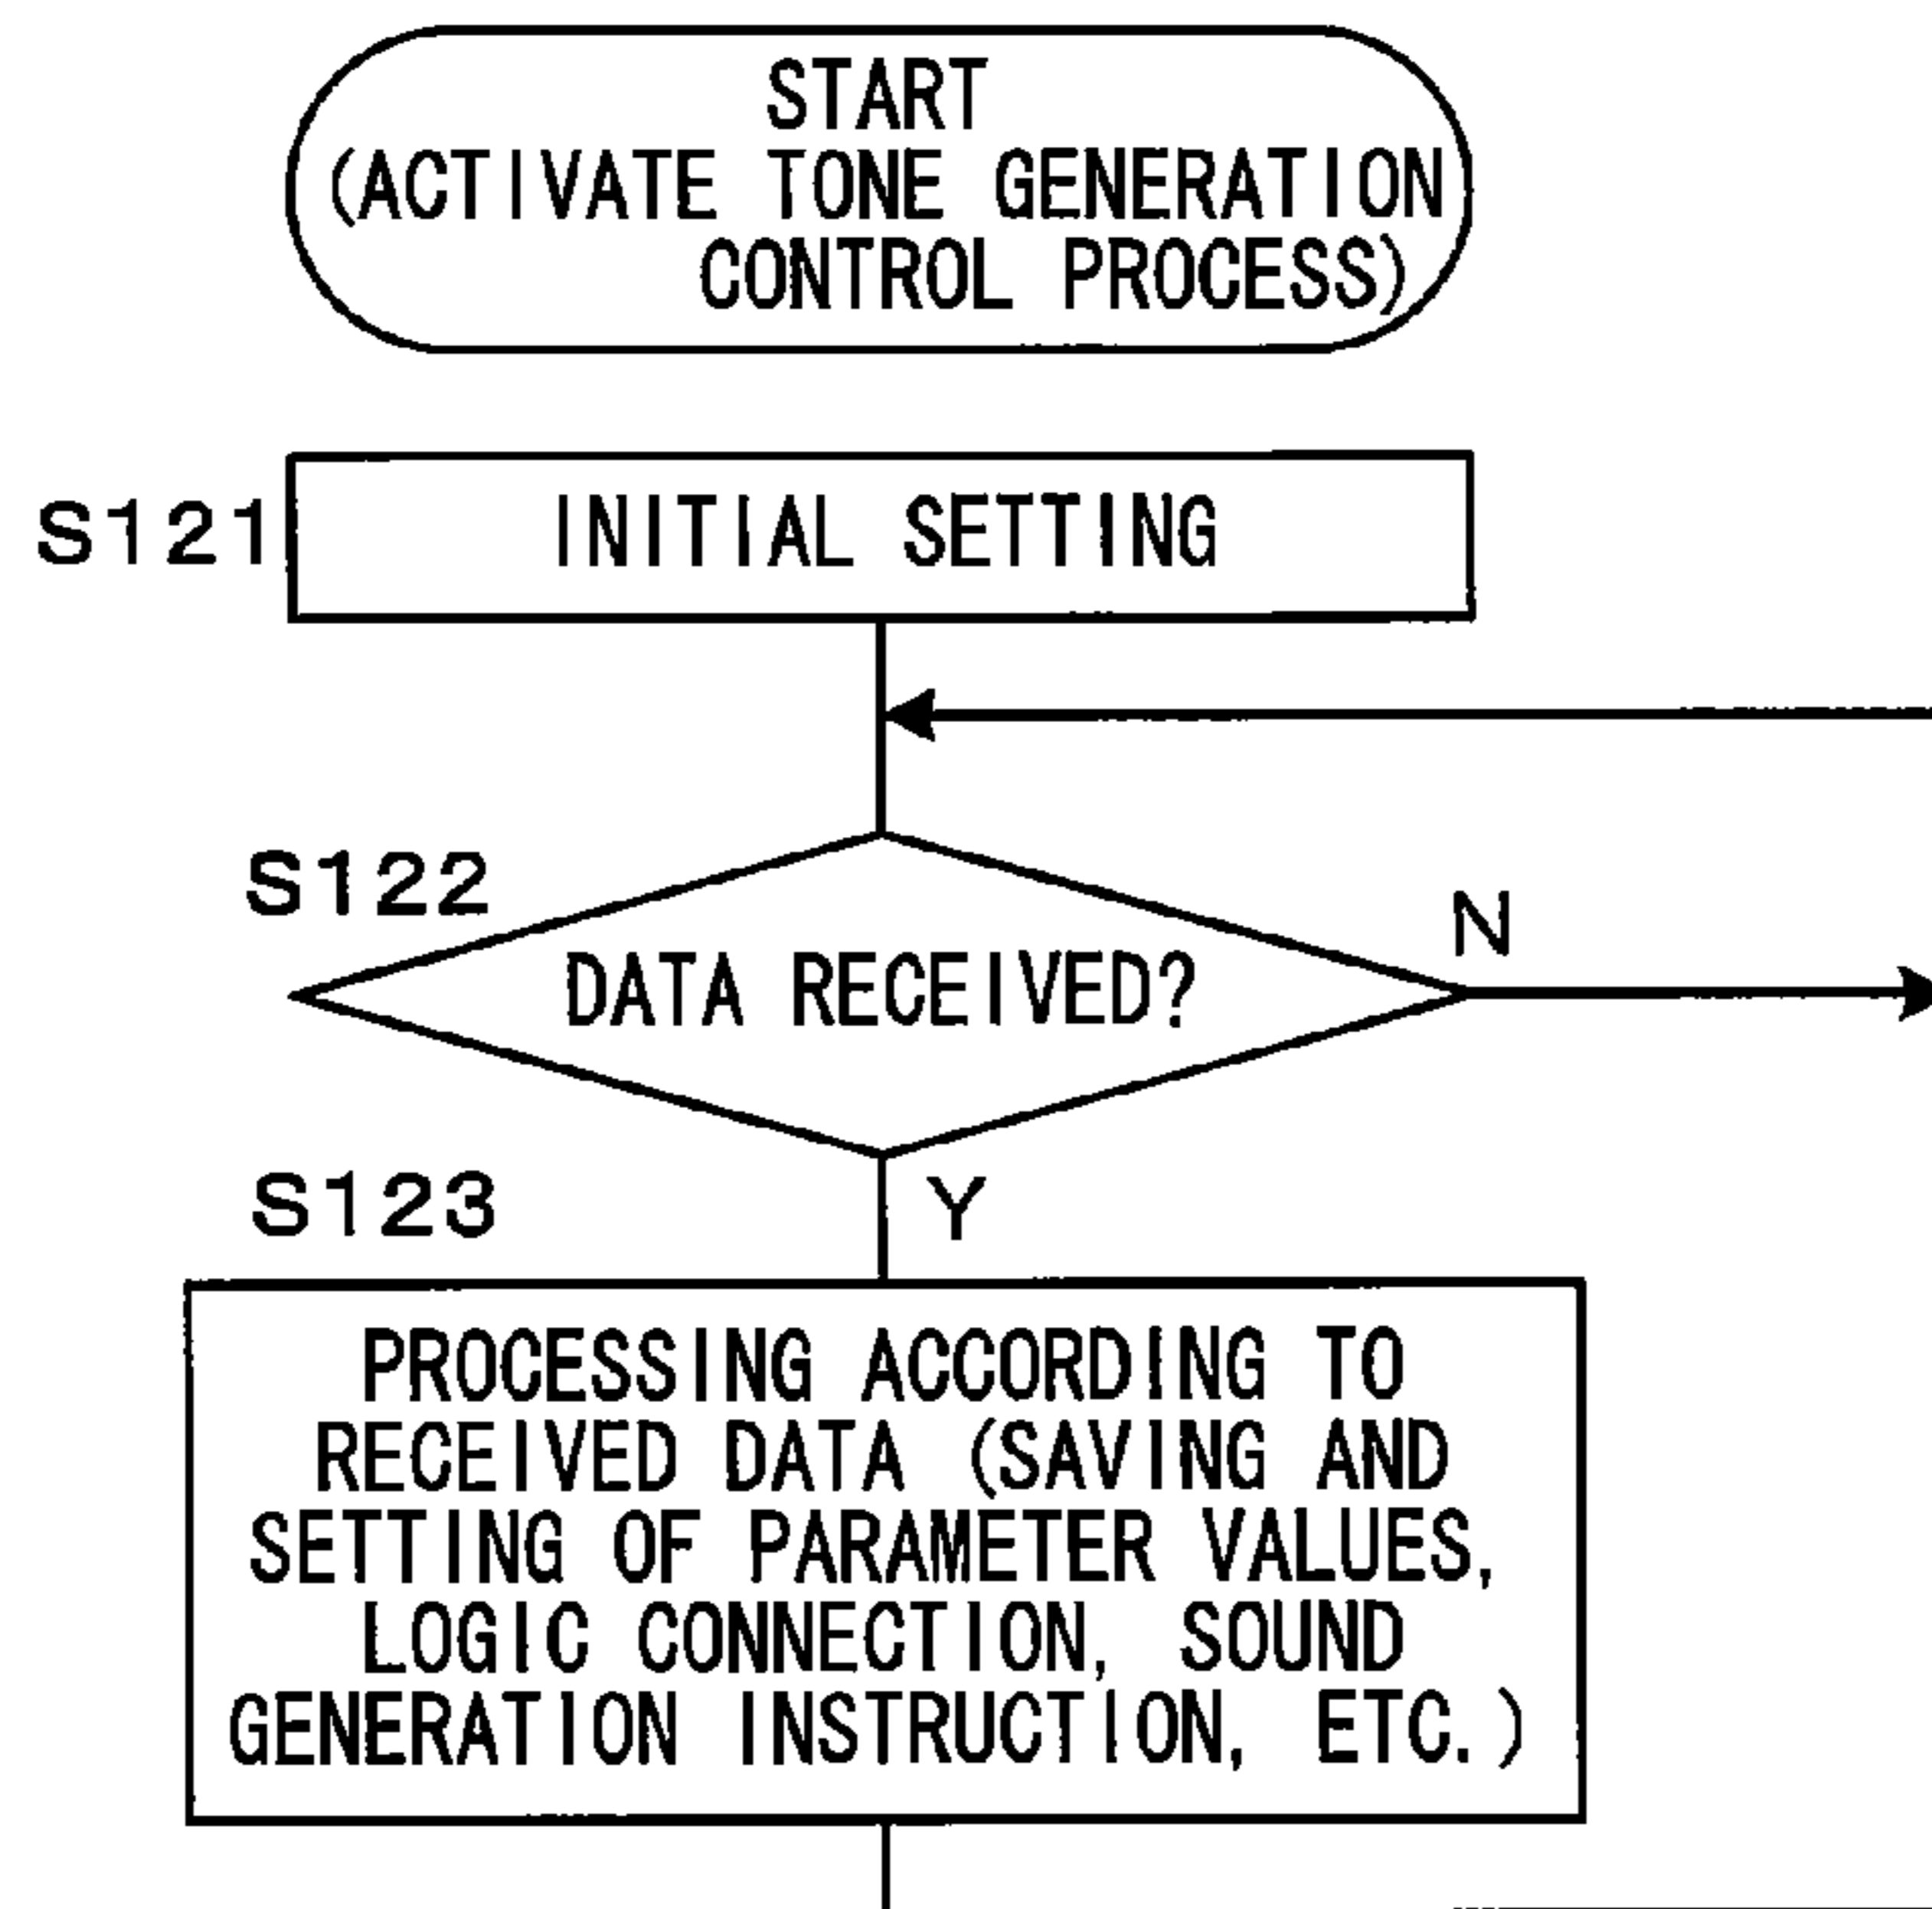 START
(ACTIVATE TONE GENERATION
CONTROL PROCESS)
S121
INITIAL SETTING
S122
DATA RECEIVED?
N
S123
Y
PROCESSING ACCORDING TO
RECEIVED DATA (SAVING AND
SETTING OF PARAMETER VALUES,
LOGIC CONNECTION, SOUND
GENERATION INSTRUCTION, ETC.)